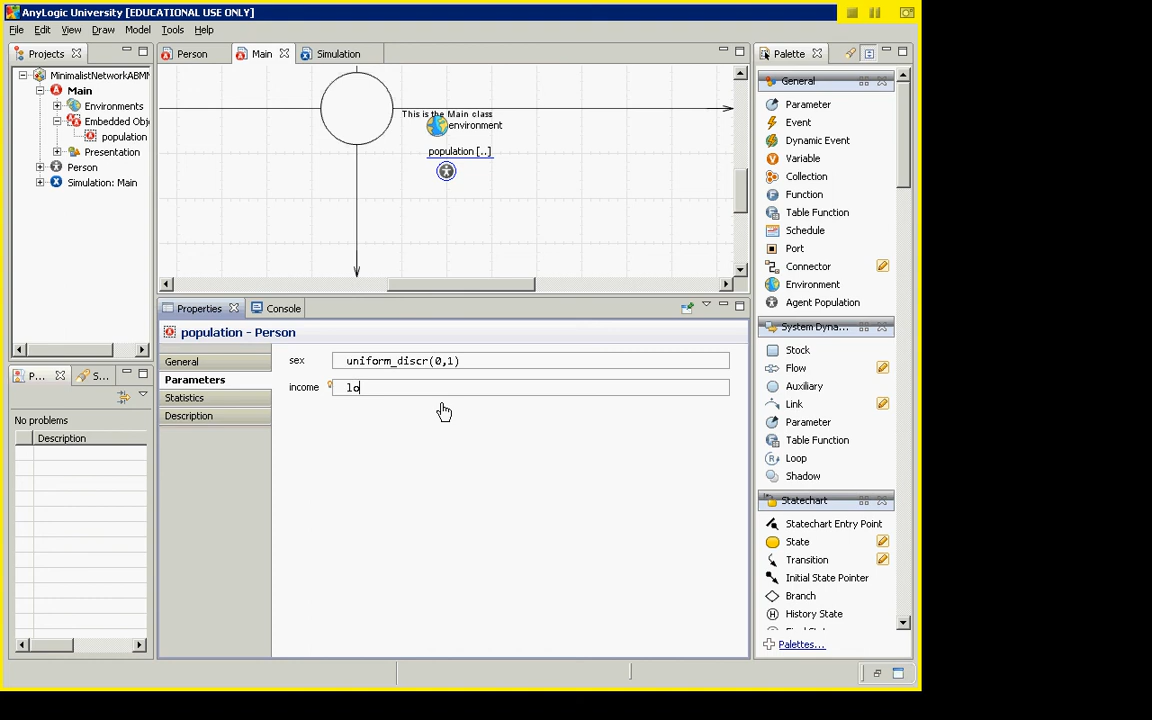 AnyLogic University [EDUCATIONAL USE ONLY]
File Edit View Draw Model Tools Help
Projects
Person Main Simulation
Palette
MinimalistNetworkABMN
Main
Environments
Embedded Obj
population
Presentation
Person
Simulation: Main
This is the Main class
environment
population [..]
General
Parameter
Event
Dynamic Event
Variable
Collection
Function
Table Function
Schedule
Port
Connector
Environment
Agent Population
System Dyna...
Stock
Flow
Auxiliary
Link
Parameter
Table Function
Loop
Shadow
Statechart
Statechart Entry Point
State
Transition
Initial State Pointer
Branch
History State
Palettes...
Properties Console
population - Person
General
Parameters
Statistics
Description
sex uniform_discr(0,1)
income lo
P... S...
No problems
Description